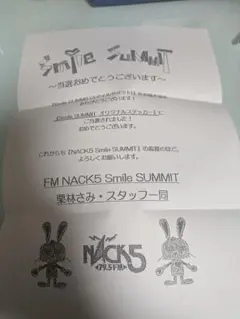 Smile SUMMIT
～当選おめでとうございます～
『Smile SUMMIT オリジナルステッカー』に
ご当選されました！
おめでとうございます。
これからも『NACK5 Smile SUMMIT』の応援のほど、
よろしくお願いします。
FM NACK5 Smile SUMMIT
栗林さみ・スタッフ一同
NACK5
79.5 FM